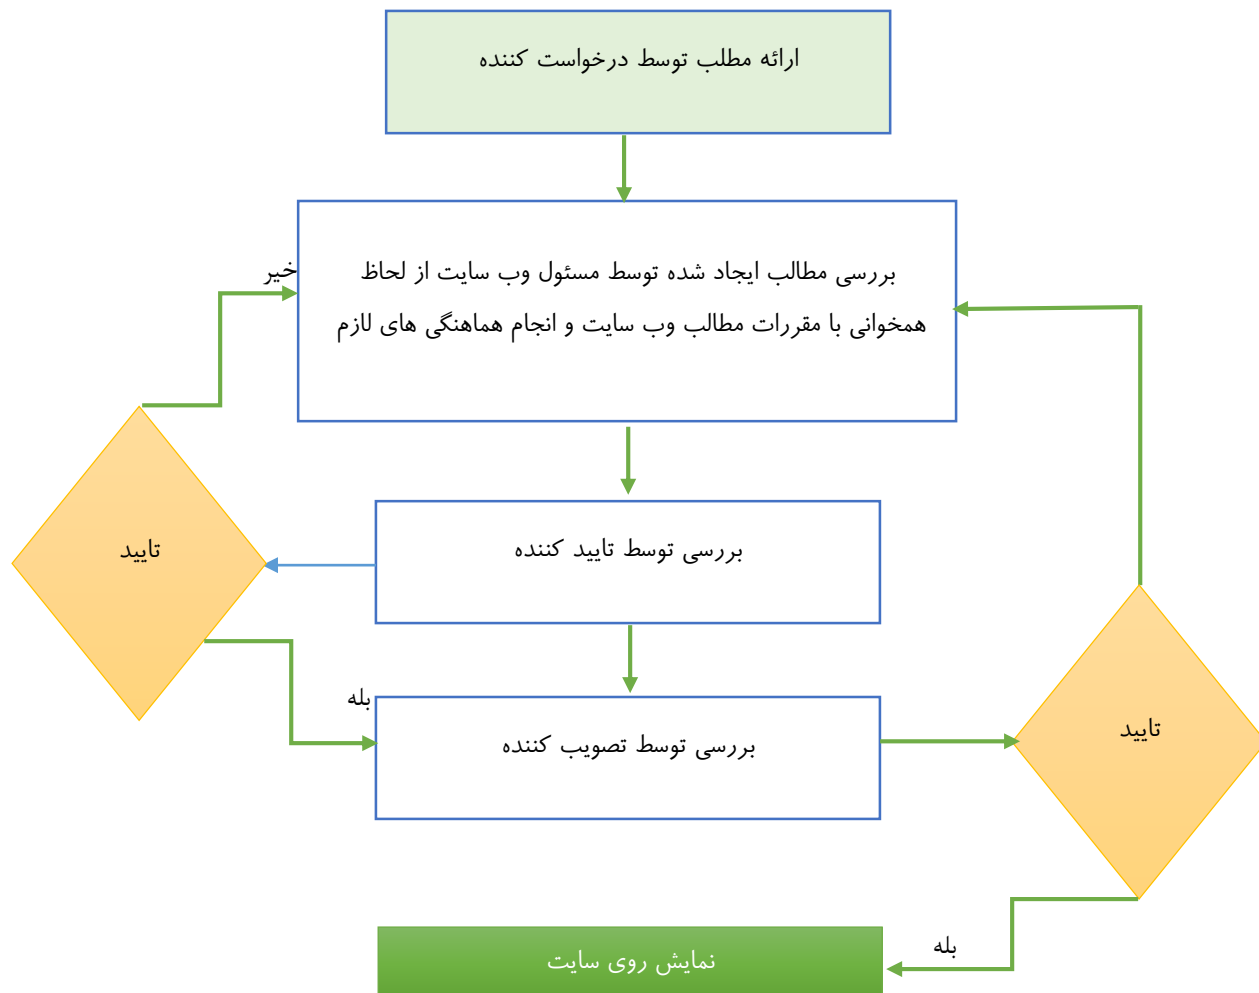 ارائه مطلب توسط درخواست کننده
خیر
بررسی مطالب ایجاد شده توسط مسئول وب سایت از لحاظ
همخوانی با مقررات مطالب وب سایت و انجام هماهنگی های لازم
تایید
بررسی توسط تایید کننده
بله
بررسی توسط تصویب کننده
تایید
بله
نمایش روی سایت